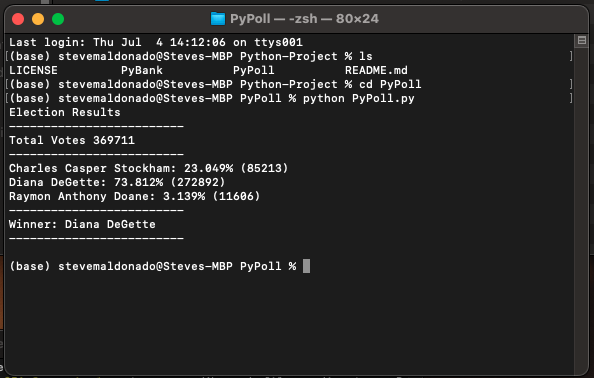 PyPoll — -zsh — 80×24
Last login: Thu Jul  4 14:12:06 on ttys001
[(base) stevemaldonado@Steves-MBP Python-Project % ls ]
LICENSE         PyBank          PyPoll          README.md
[(base) stevemaldonado@Steves-MBP Python-Project % cd PyPoll ]
[(base) stevemaldonado@Steves-MBP PyPoll % python PyPoll.py ]
Election Results
-------------------------
Total Votes 369711
-------------------------
Charles Casper Stockham: 23.049% (85213)
Diana DeGette: 73.812% (272892)
Raymon Anthony Doane: 3.139% (11606)
-------------------------
Winner: Diana DeGette
-------------------------
(base) stevemaldonado@Steves-MBP PyPoll %